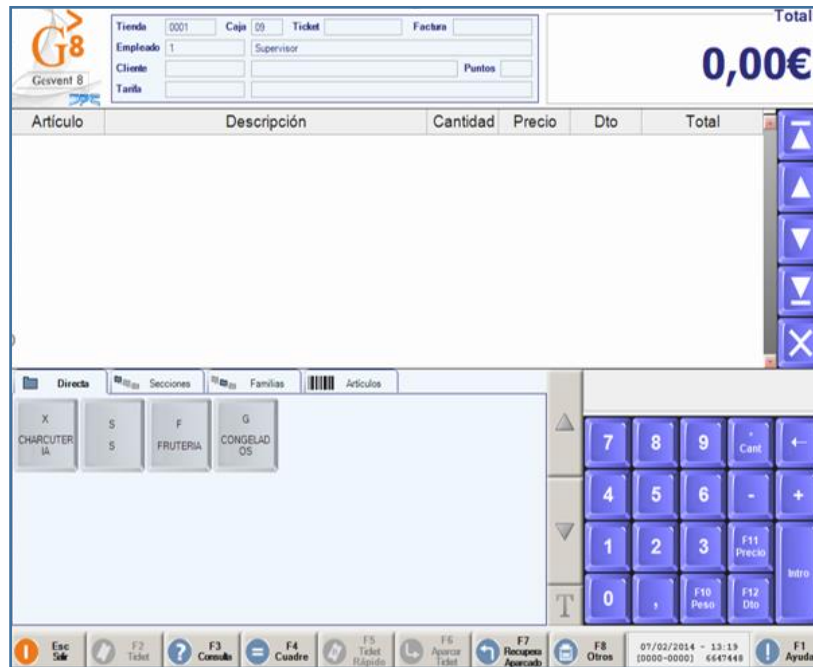 Total
Tienda 0001 Caja 09 Ticket Factura
Empleado 1 Supervisor
Cliente Puntos
Tarifa
G8
Gesvent 8
DPC
0,00€
Artículo Descripción Cantidad Precio Dto Total
Directa Secciones Familias Artículos
X
CHARCUTER
IA
S
S
F
FRUTERIA
G
CONGELAD
OS
7 8 9 * Cant ←
4 5 6 - +
1 2 3 F11 Precio Intro
0 , F10 Peso F12 Dto
T
Esc Salir
F2 Ticket
F3 Consulta
F4 Cuadre
F5 Ticket Rápido
F6 Aparcar Ticket
F7 Recupera Aparcado
F8 Otros
07/02/2014 - 13:19
[0000-0000] 6647448
F1 Ayuda